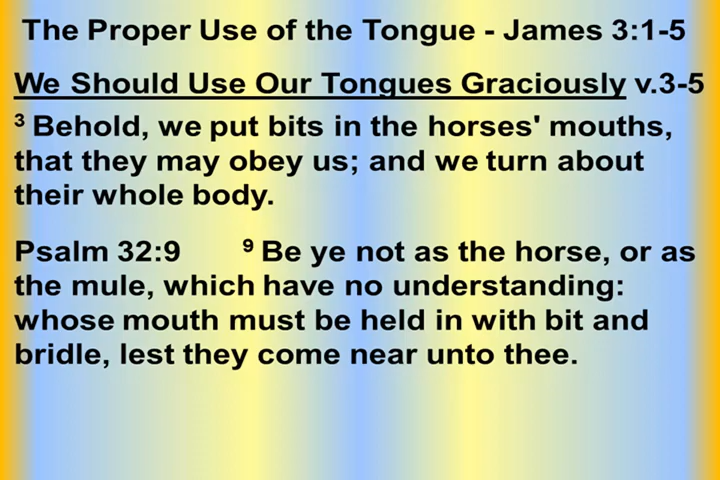 The Proper Use of the Tongue - James 3:1-5
We Should Use Our Tongues Graciously v.3-5
3 Behold, we put bits in the horses' mouths,
that they may obey us; and we turn about
their whole body.
Psalm 32:9 9 Be ye not as the horse, or as
the mule, which have no understanding:
whose mouth must be held in with bit and
bridle, lest they come near unto thee.